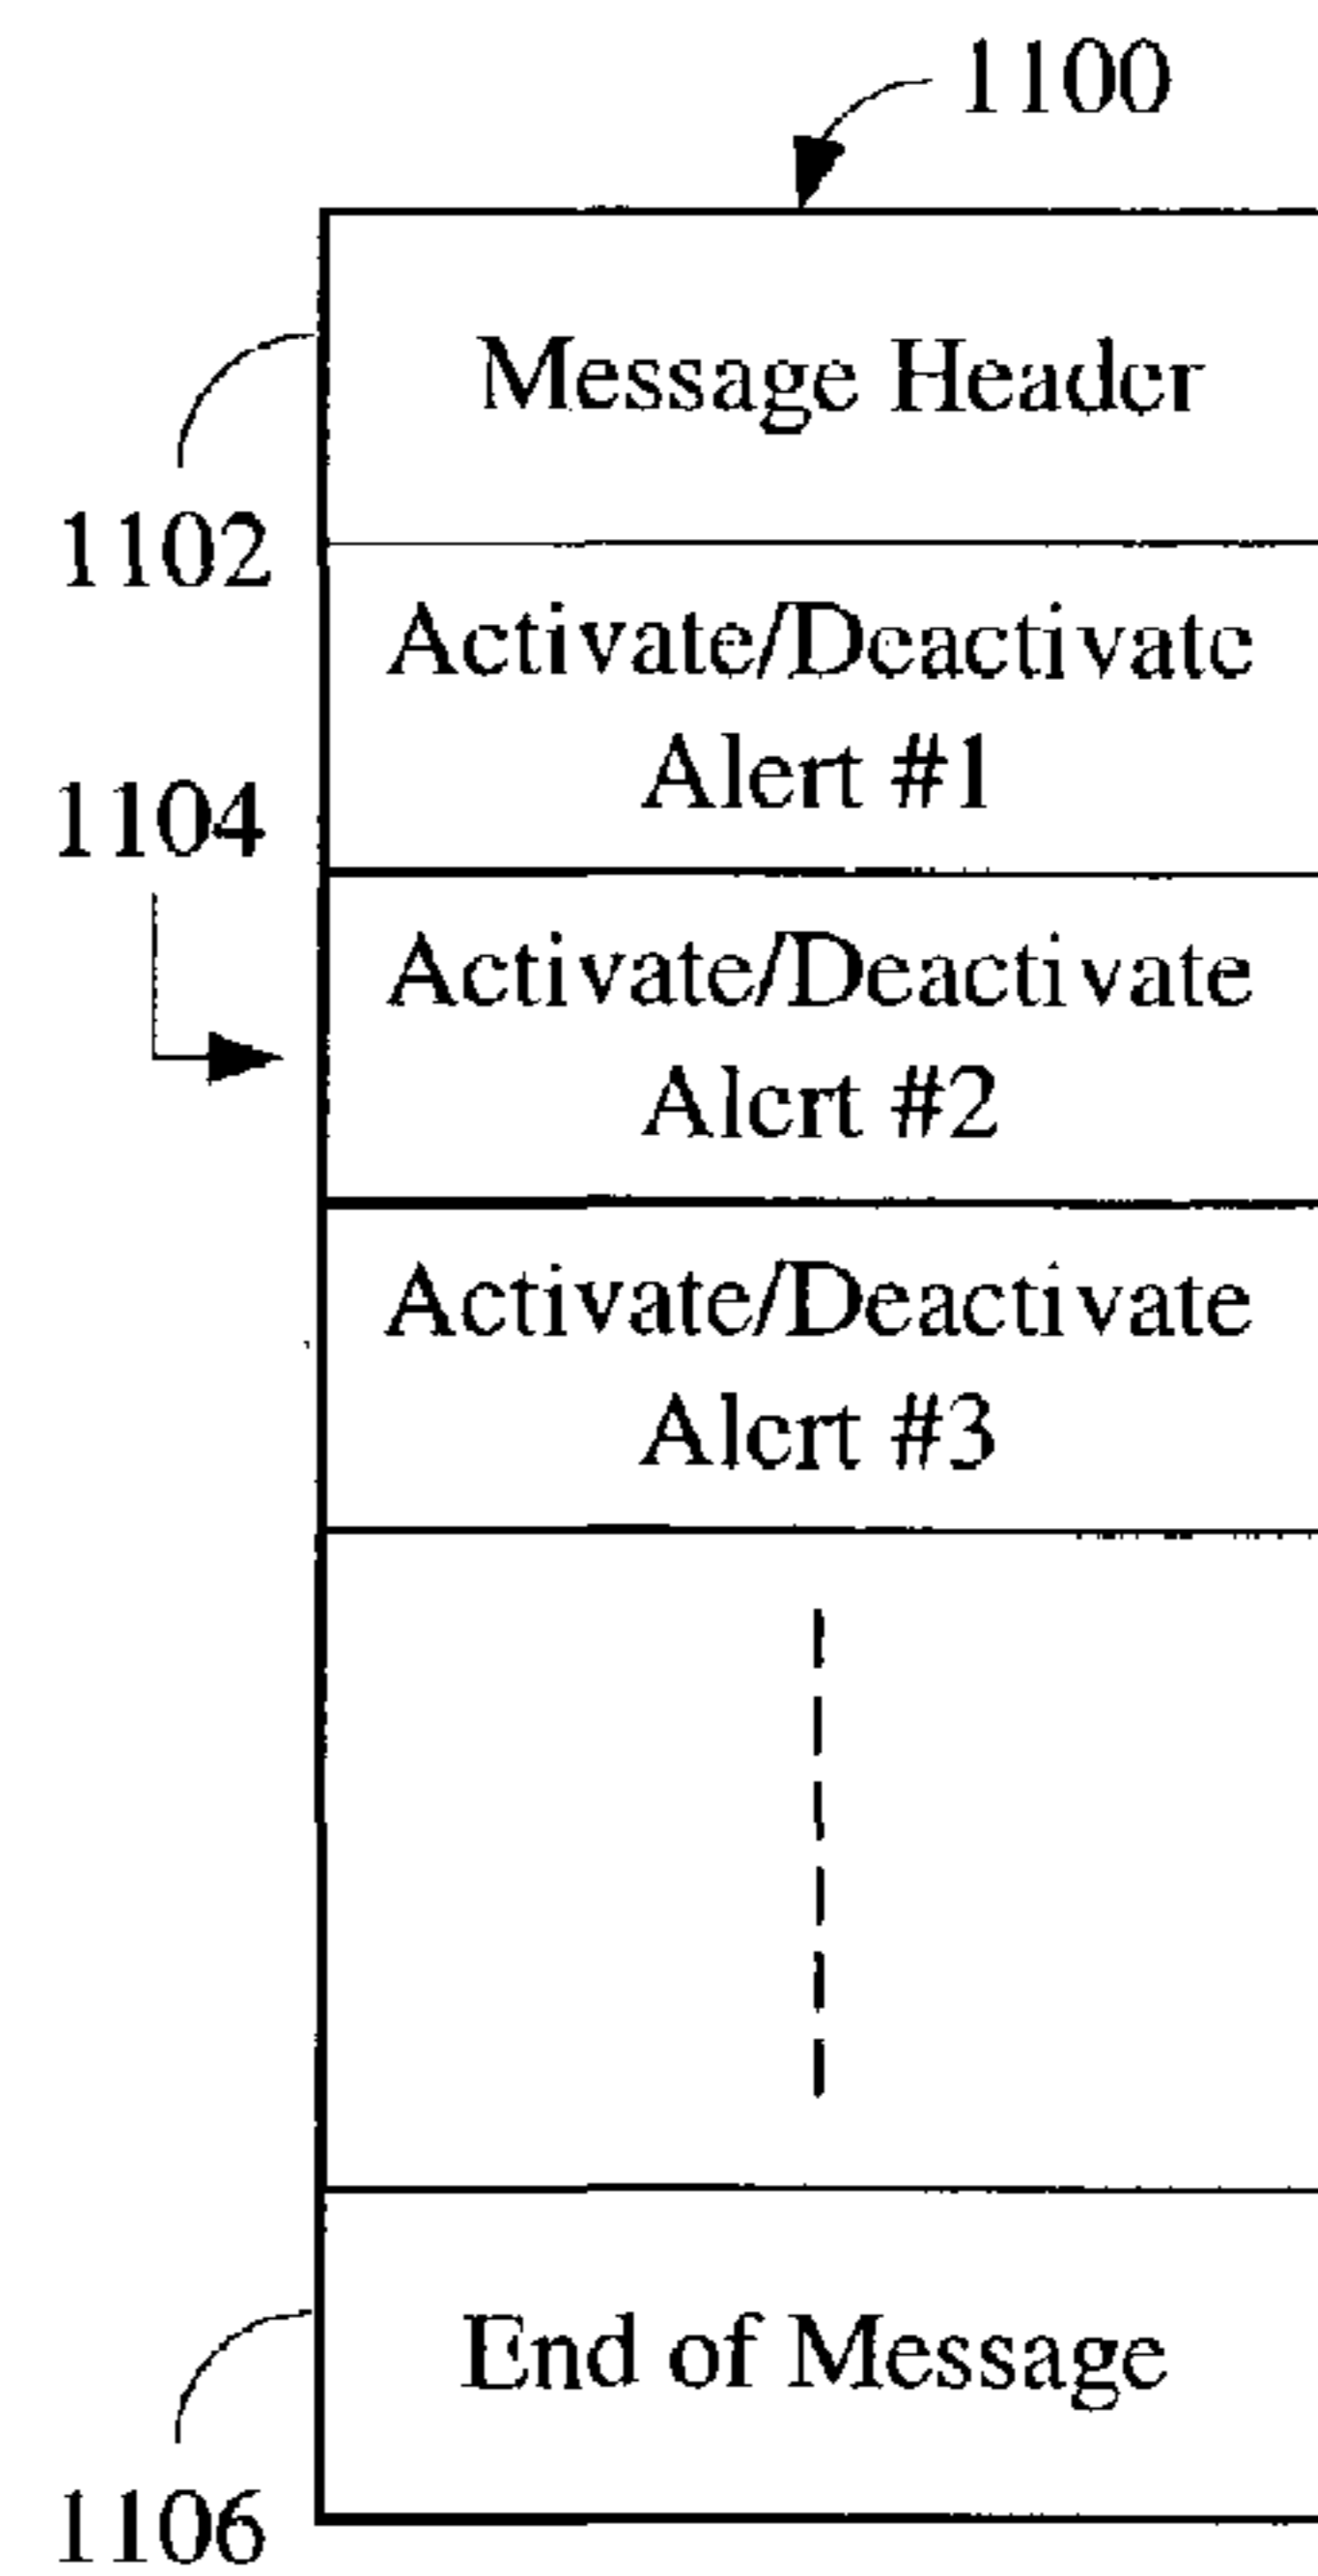 1100
Message Header
1102
Activate/Deactivate
Alert #1
1104
Activate/Deactivate
Alert #2
Activate/Deactivate
Alert #3
End of Message
1106